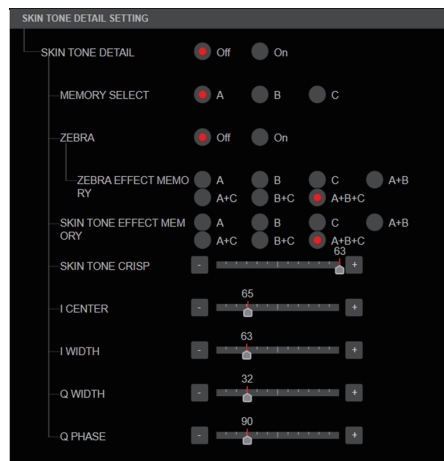 SKIN TONE DETAIL SETTING
SKIN TONE DETAIL Off On
MEMORY SELECT A B C
ZEBRA Off On
ZEBRA EFFECT MEMO A B C A+B
RY A+C B+C A+B+C
SKIN TONE EFFECT MEM A B C A+B
ORY A+C B+C A+B+C
63
SKIN TONE CRISP - +
65
I CENTER - +
63
I WIDTH - +
32
Q WIDTH - +
90
Q PHASE - +